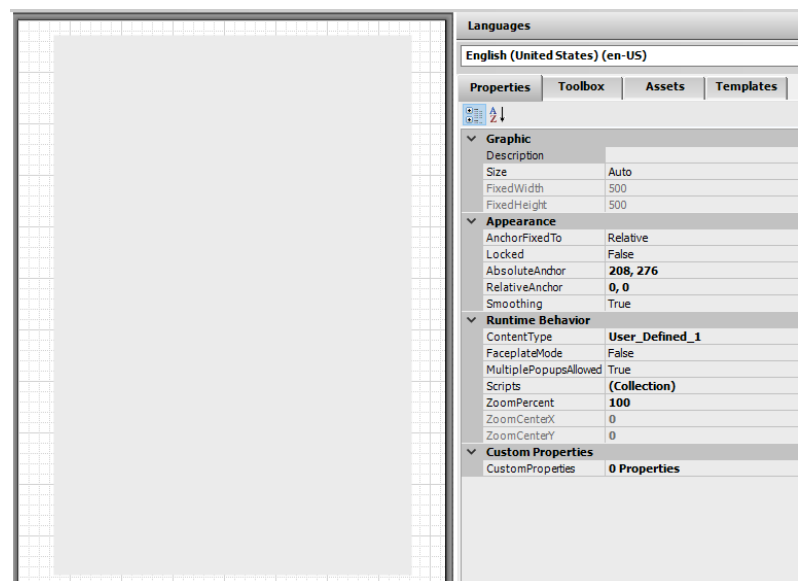 Languages
English (United States) (en-US)
Properties Toolbox Assets Templates
Graphic
Description
Size Auto
FixedWidth 500
FixedHeight 500
Appearance
AnchorFixedTo Relative
Locked False
AbsoluteAnchor 208, 276
RelativeAnchor 0, 0
Smoothing True
Runtime Behavior
ContentType User_Defined_1
FaceplateMode False
MultiplePopupsAllowed True
Scripts (Collection)
ZoomPercent 100
ZoomCenterX 0
ZoomCenterY 0
Custom Properties
CustomProperties 0 Properties